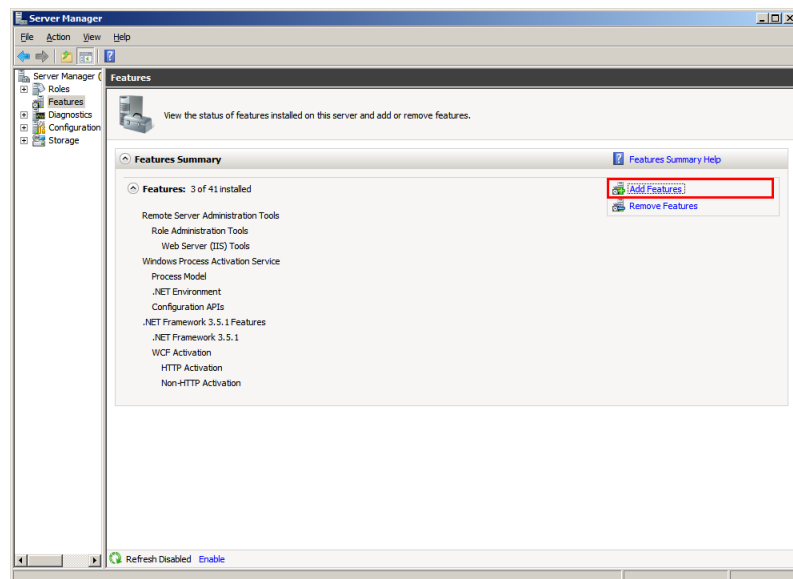 Server Manager
File Action View Help
Server Manager (
Roles
Features
Diagnostics
Configuration
Storage
Features
View the status of features installed on this server and add or remove features.
Features Summary
Features Summary Help
Features: 3 of 41 installed
Add Features
Remove Features
Remote Server Administration Tools
Role Administration Tools
Web Server (IIS) Tools
Windows Process Activation Service
Process Model
.NET Environment
Configuration APIs
.NET Framework 3.5.1 Features
.NET Framework 3.5.1
WCF Activation
HTTP Activation
Non-HTTP Activation
Refresh Disabled Enable